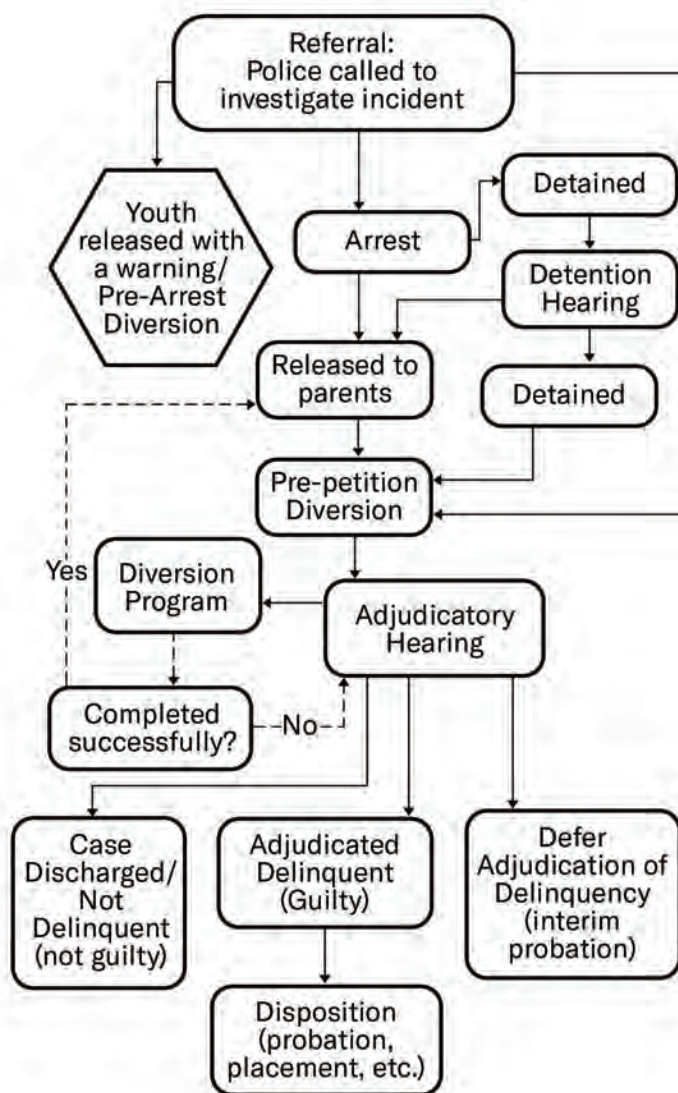 Referral:
Police called to
investigate incident
Youth
released with
a warning/
Pre-Arrest
Diversion
Arrest
Detained
Detention
Hearing
Released to
parents
Detained
Pre-petition
Diversion
Yes
Diversion
Program
Adjudicatory
Hearing
Completed
successfully?
No
Case
Discharged/
Not
Delinquent
(not guilty)
Adjudicated
Delinquent
(Guilty)
Defer
Adjudication of
Delinquency
(interim
probation)
Disposition
(probation,
placement, etc.)